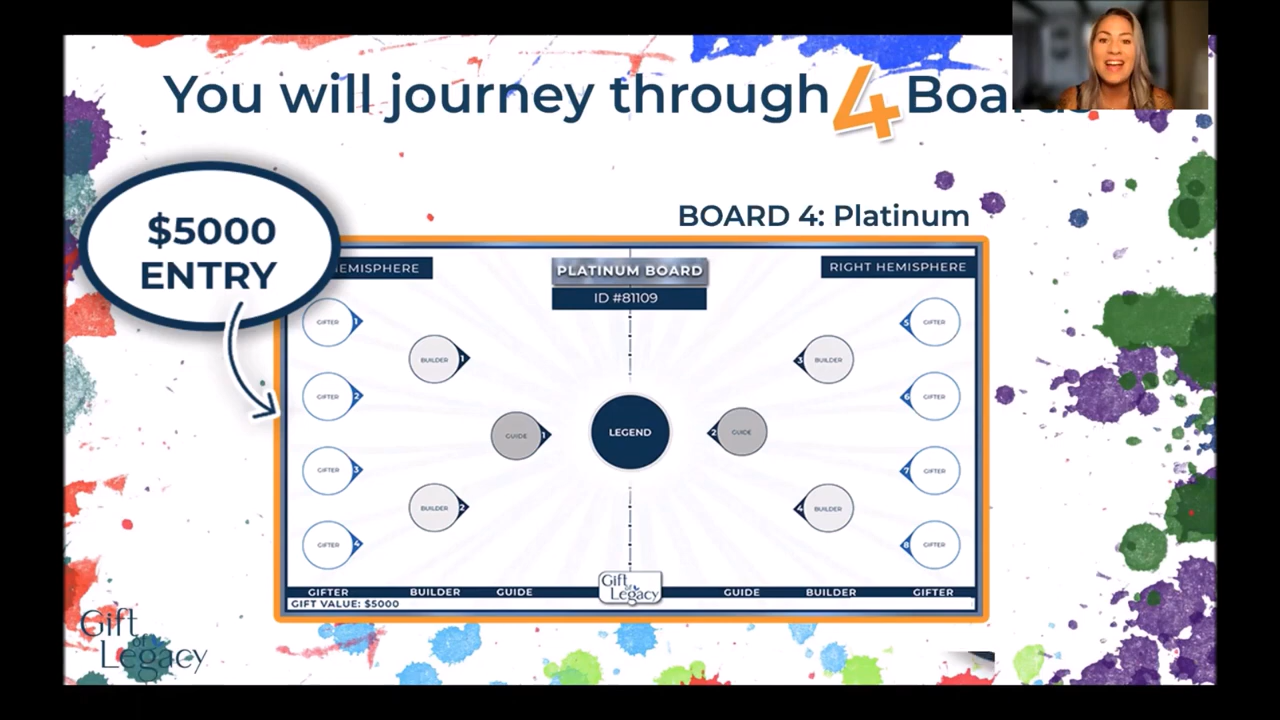 You will journey through 4 Boa
$5000
ENTRY
BOARD 4: Platinum
HEMISPHERE
PLATINUM BOARD
ID #81109
RIGHT HEMISPHERE
GIFTER 1
BUILDER 1
GIFTER 2
GUIDE 1
GIFTER 3
BUILDER 2
GIFTER 4
LEGEND
5 GIFTER
3 BUILDER
6 GIFTER
2 GUIDE
7 GIFTER
4 BUILDER
8 GIFTER
GIFTER BUILDER GUIDE
Gift
of
Legacy
GUIDE BUILDER GIFTER
GIFT VALUE: $5000
Gift
of
Legacy